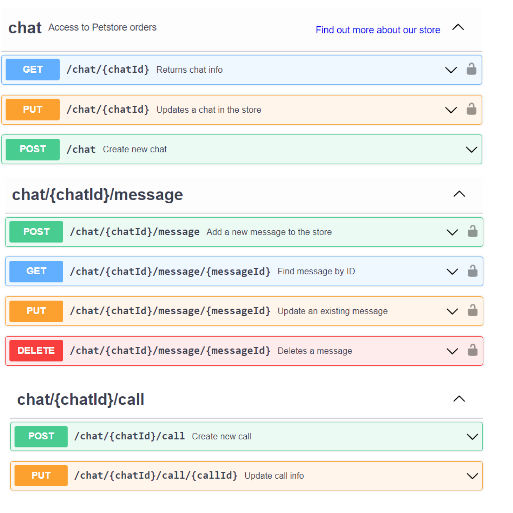 chat Access to Petstore orders Find out more about our store
GET /chat/{chatId} Returns chat info
PUT /chat/{chatId} Updates a chat in the store
POST /chat Create new chat
chat/{chatId}/message
POST /chat/{chatId}/message Add a new message to the store
GET /chat/{chatId}/message/{messageId} Find message by ID
PUT /chat/{chatId}/message/{messageId} Update an existing message
DELETE /chat/{chatId}/message/{messageId} Deletes a message
chat/{chatId}/call
POST /chat/{chatId}/call Create new call
PUT /chat/{chatId}/call/{callId} Update call info